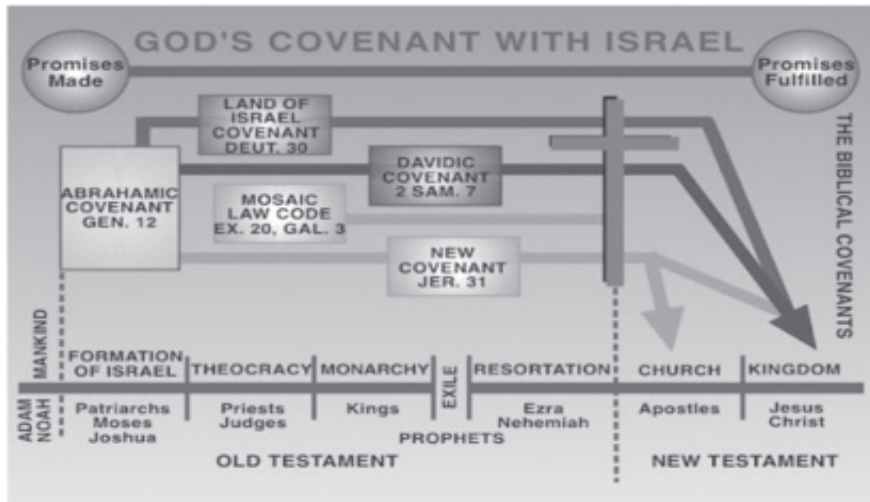 GOD'S COVENANT WITH ISRAEL
Promises
Made
Promises
Fulfilled
LAND OF
ISRAEL
COVENANT
DEUT. 30
ABRAHAMIC
COVENANT
GEN. 12
DAVIDIC
COVENANT
2 SAM. 7
MOSAIC
LAW CODE
EX. 20, GAL. 3
NEW
COVENANT
JER. 31
THE BIBLICAL COVENANTS
MANKIND
FORMATION
OF ISRAEL
THEOCRACY
MONARCHY
EXILE
RESORTATION
CHURCH
KINGDOM
ADAM
NOAH
Patriarchs
Moses
Joshua
Priests
Judges
Kings
PROPHETS
Ezra
Nehemiah
Apostles
Jesus
Christ
OLD TESTAMENT
NEW TESTAMENT